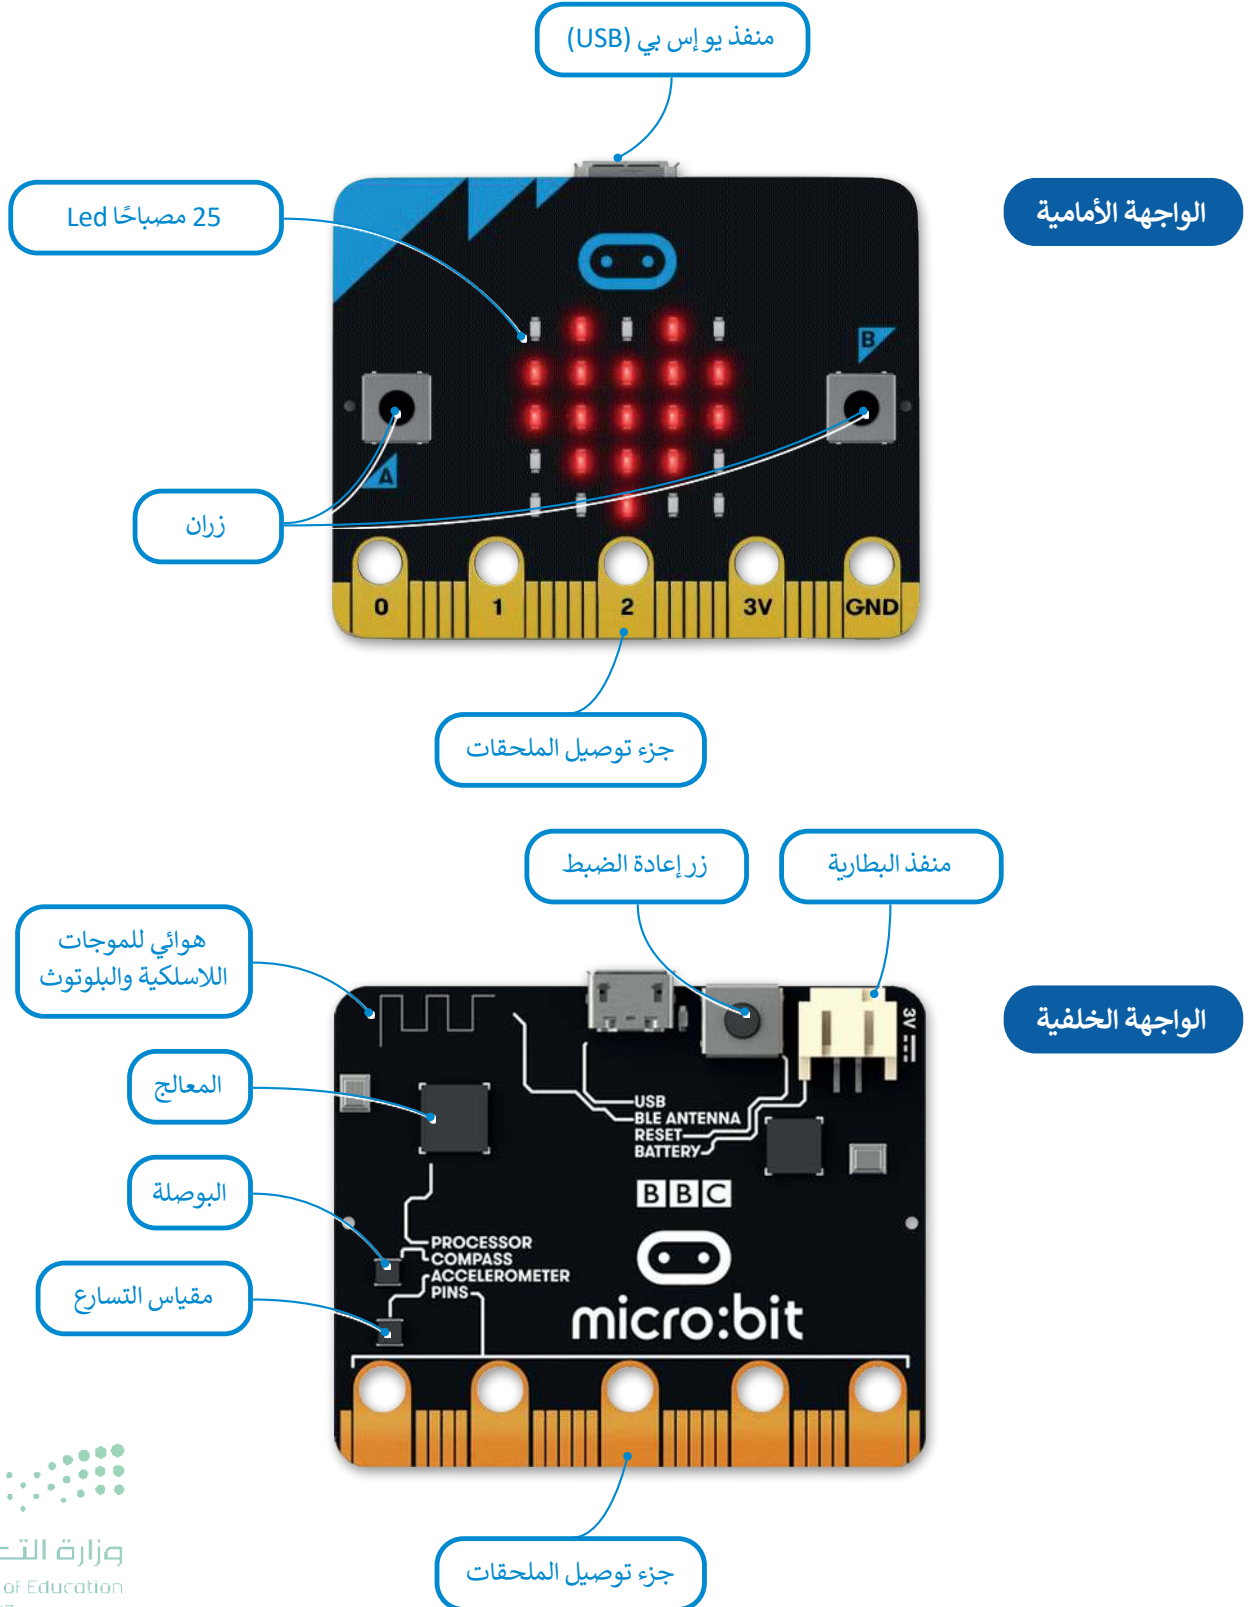 منفذ يو إس بي (USB)
الواجهة الأمامية
25 مصباحًا Led
B
A
زران
0 1 2 3V GND
جزء توصيل الملحقات
منفذ البطارية
زر إعادة الضبط
هوائي للموجات
اللاسلكية والبلوتوث
الواجهة الخلفية
3V
المعالج
USB
BLE ANTENNA
RESET
BATTERY
BBC
البوصلة
PROCESSOR
COMPASS
ACCELEROMETER
PINS
مقياس التسارع
micro:bit
جزء توصيل الملحقات
وزارة
of Education